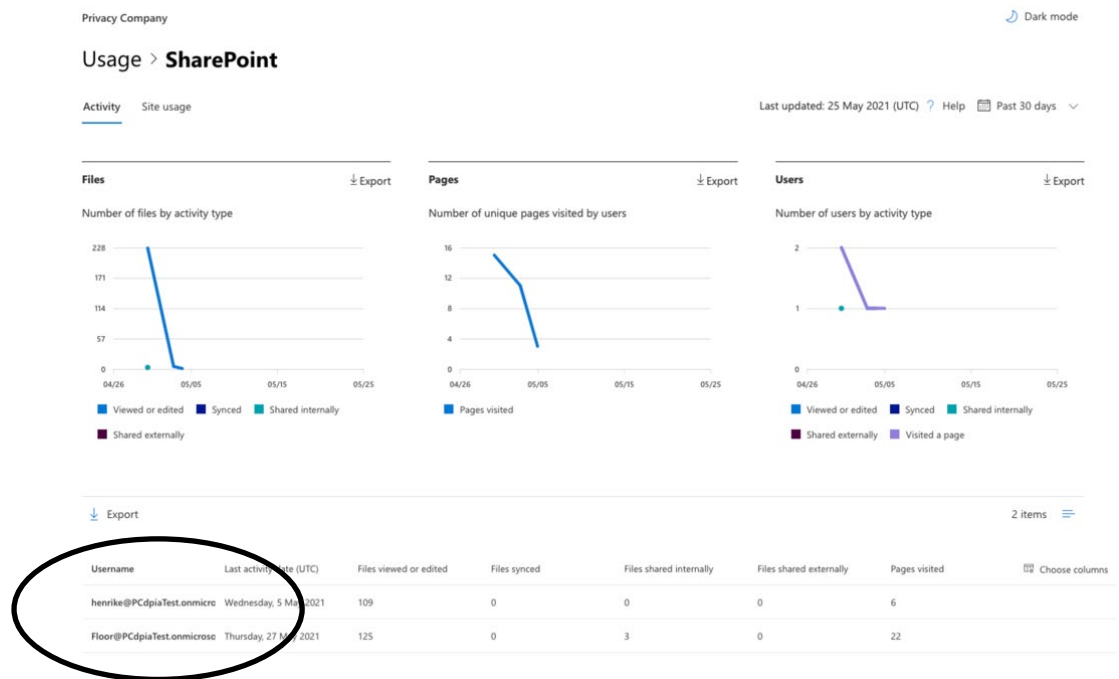 Privacy Company
Dark mode
Usage > SharePoint
Activity Site usage
Last updated: 25 May 2021 (UTC) ? Help Past 30 days
Files Export
Number of files by activity type
228
171
114
57
0
04/26 05/05 05/15 05/25
Viewed or edited Synced Shared internally
Shared externally
Pages Export
Number of unique pages visited by users
16
12
8
4
0
04/26 05/05 05/15 05/25
Pages visited
Users Export
Number of users by activity type
2
1
0
04/26 05/05 05/15 05/25
Viewed or edited Synced Shared internally
Shared externally Visited a page
Export 2 items
Username Last activity date (UTC) Files viewed or edited Files synced Files shared internally Files shared externally Pages visited Choose columns
henrike@PCdpiaTest.onmicro Wednesday, 5 May 2021 109 0 0 0 6
Floor@PCdpiaTest.onmicrosc Thursday, 27 May 2021 125 0 3 0 22